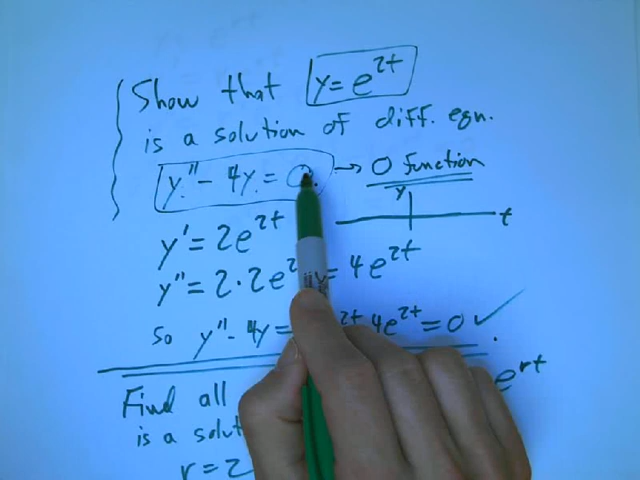 Show that y = e^{2t}
is a solution of diff. eqn.
y'' - 4y = 0. → 0 function
y
t
y' = 2e^{2t}
y'' = 2·2e = 4e^{2t}
so y'' - 4y = 4e^{2t} = 0 ✓.
Find all e^{rt}
is a
r = 2